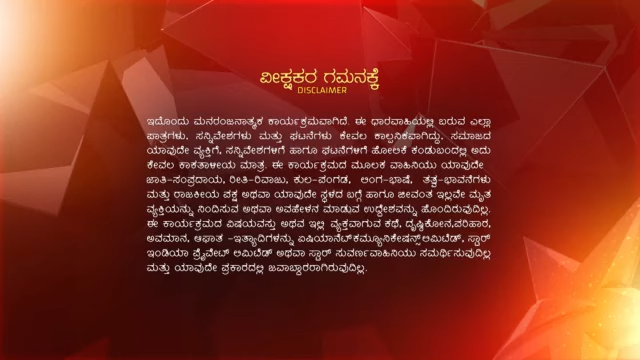 ವೀಕ್ಷಕರ ಗಮನಕ್ಕೆ
DISCLAIMER
ಇದೊಂದು ಮನರಂಜನಾತ್ಮಕ ಕಾರ್ಯಕ್ರಮವಾಗಿದೆ. ಈ ಧಾರವಾಹಿಯಲ್ಲಿ ಬರುವ ಎಲ್ಲಾ
ಪಾತ್ರಗಳು, ಸನ್ನಿವೇಶಗಳು ಮತ್ತು ಘಟನೆಗಳು ಕೇವಲ ಕಾಲ್ಪನಿಕವಾಗಿದ್ದು, ಸಮಾಜದ
ಯಾವುದೇ ವ್ಯಕ್ತಿಗೆ, ಸನ್ನಿವೇಶಗಳಿಗೆ ಹಾಗೂ ಘಟನೆಗಳಿಗೆ ಹೋಲಿಕೆ ಕಂಡುಬಂದಲ್ಲಿ ಅದು
ಕೇವಲ ಕಾಕತಾಳೀಯ ಮಾತ್ರ. ಈ ಕಾರ್ಯಕ್ರಮದ ಮೂಲಕ ವಾಹಿನಿಯು ಯಾವುದೇ
ಜಾತಿ-ಸಂಪ್ರದಾಯ, ರೀತಿ-ರಿವಾಜು, ಕುಲ-ಪಂಗಡ, ಲಿಂಗ-ಭಾಷೆ, ತತ್ವ-ಭಾವನೆಗಳು
ಮತ್ತು ರಾಜಕೀಯ ಪಕ್ಷ ಅಥವಾ ಯಾವುದೇ ಸ್ಥಳದ ಬಗ್ಗೆ ಹಾಗೂ ಜೀವಂತ ಇಲ್ಲವೇ ಮೃತ
ವ್ಯಕ್ತಿಯನ್ನು ನಿಂದಿಸುವ ಅಥವಾ ಅವಹೇಳನ ಮಾಡುವ ಉದ್ದೇಶವನ್ನು ಹೊಂದಿರುವುದಿಲ್ಲ.
ಈ ಕಾರ್ಯಕ್ರಮದ ವಿಷಯವಸ್ತು ಅಥವ ಇಲ್ಲಿ ವ್ಯಕ್ತವಾಗುವ ಕಥೆ, ದೃಷ್ಟಿಕೋನ,ಪರಿಹಾರ,
ಅವಮಾನ, ಆಘಾತ -ಇತ್ಯಾದಿಗಳನ್ನು ಏಷಿಯಾನೆಟ್‌ಕಮ್ಯೂನಿಕೇಷನ್ಸ್ ಲಿಮಿಟೆಡ್, ಸ್ಟಾರ್
ಇಂಡಿಯಾ ಪ್ರೈವೇಟ್ ಲಿಮಿಟೆಡ್ ಅಥವಾ ಸ್ಟಾರ್ ಸುವರ್ಣವಾಹಿನಿಯು ಸಮರ್ಥಿಸುವುದಿಲ್ಲ
ಮತ್ತು ಯಾವುದೇ ಪ್ರಕಾರದಲ್ಲಿ ಜವಾಬ್ದಾರರಾಗಿರುವುದಿಲ್ಲ.